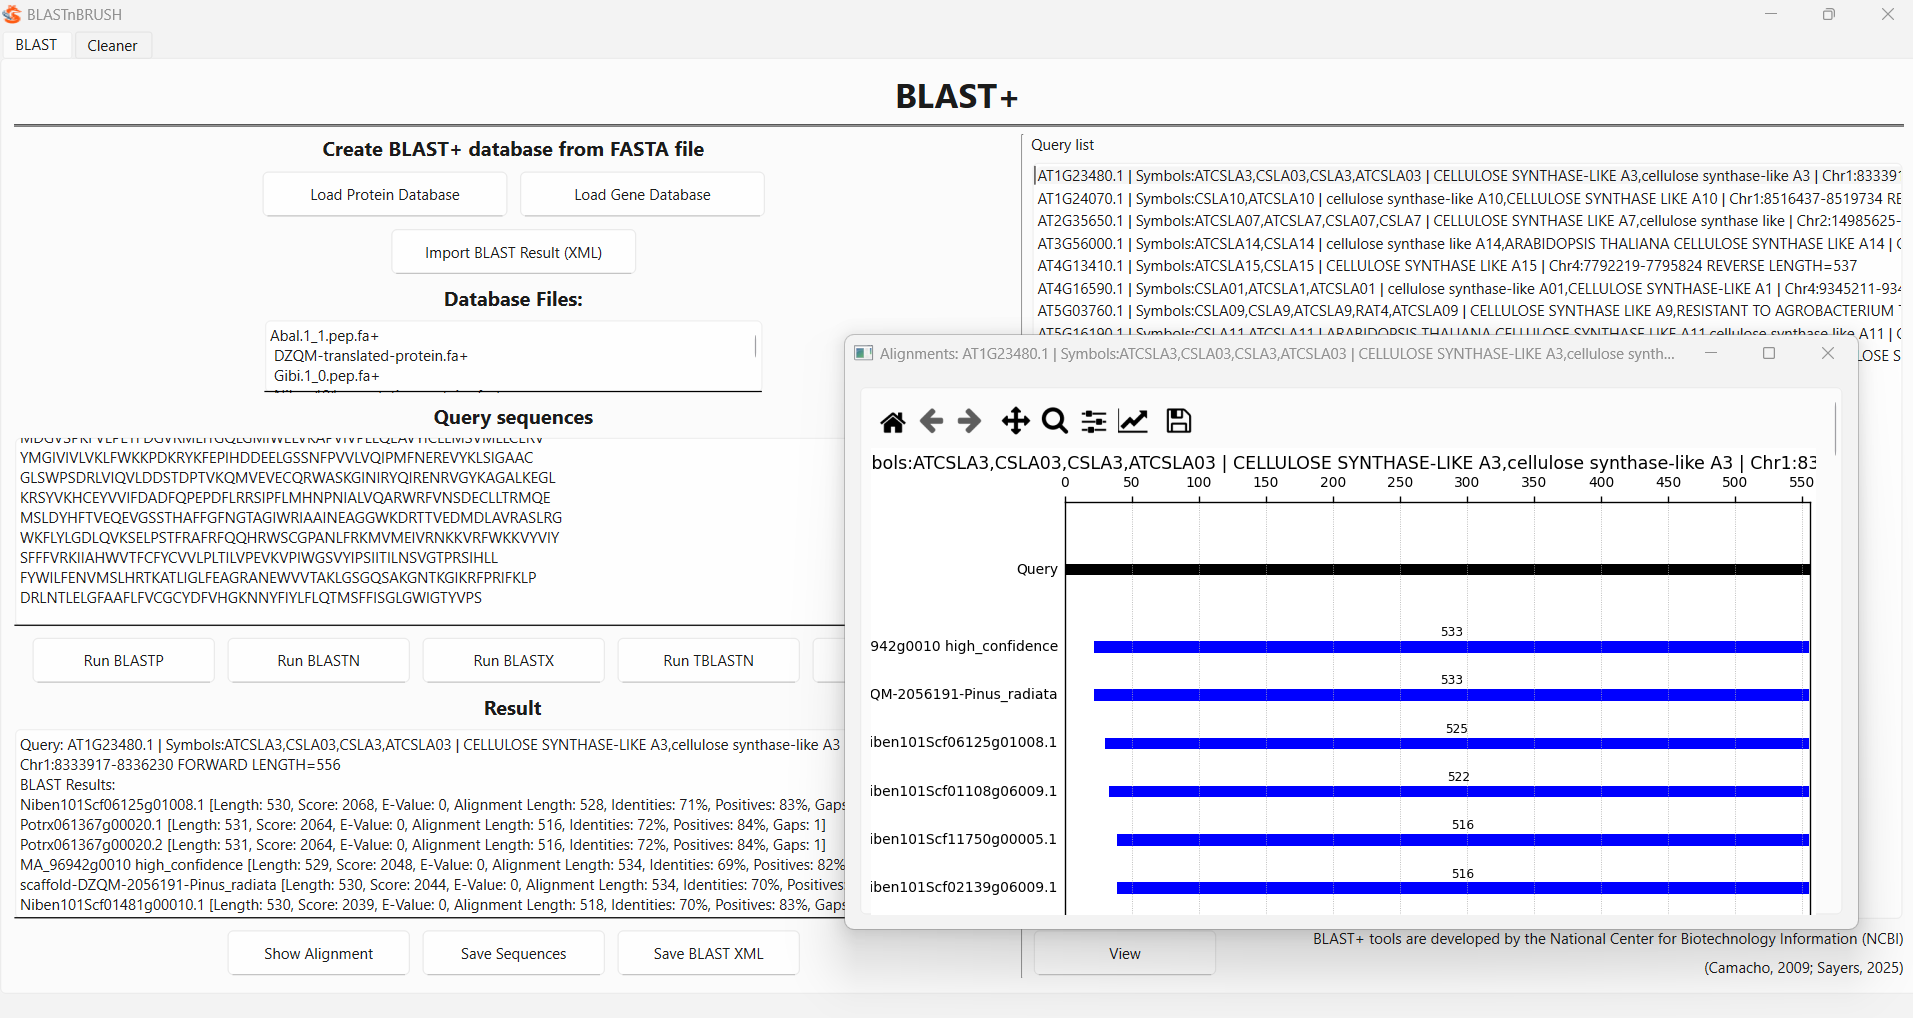 BLASTnBRUSH
BLAST
Cleaner
BLAST+
Create BLAST+ database from FASTA file
Load Protein Database
Load Gene Database
Import BLAST Result (XML)
Database Files:
Abal.1_1.pep.fa+
DZQM-translated-protein.fa+
Gibi.1_0.pep.fa+
Query sequences
YMGIVIVLVKLFWKKPDKRYKFEPIHDDEELGSSNFPVVLVQIPMFNEREVYKLSIGAAC
GLSWPSDRLVIQVLDDSTDPTVKQMVEVECQRWASKGINIRYQIRENRVGYKAGALKEGL
KRSYVKHCEYVVIFDADFQPEPDFLRRSIPFLMHNPNIALVQARWRFVNSDECLLTRMQE
MSLDYHFTVEQEVGSSTHAFFGFNGTAGIWRIAAINEAGGWKDRTTVEDMDLAVRASLRG
WKFLYLGDLQVKSELPSTFRAFRFQQHRWSCGPANLFRKMVMEIVRNKKVRFWKKVYVIY
SFFFVRKIIAHWVTFCFYCVVLPLTILVPEVKVPIWGSVYIPSIITILNSVGTPRSIHLL
FYWILFENVMSLHRTKATLIGLFEAGRANEWVVTAKLGSGQSAKGNTKGIKRFPRIFKLP
DRLNTLELGFAAFLFVCGCYDFVHGKNNYFIYLFLQTMSFFISGLGWIGTYVPS
Run BLASTP
Run BLASTN
Run BLASTX
Run TBLASTN
Result
Query: AT1G23480.1 | Symbols:ATCSLA3,CSLA03,CSLA3,ATCSLA03 | CELLULOSE SYNTHASE-LIKE A3,cellulose synthase-like A3
Chr1:8333917-8336230 FORWARD LENGTH=556
BLAST Results:
Niben101Scf06125g01008.1 [Length: 530, Score: 2068, E-Value: 0, Alignment Length: 528, Identities: 71%, Positives: 83%, Gaps
Potrx061367g00020.1 [Length: 531, Score: 2064, E-Value: 0, Alignment Length: 516, Identities: 72%, Positives: 84%, Gaps: 1]
Potrx061367g00020.2 [Length: 531, Score: 2064, E-Value: 0, Alignment Length: 516, Identities: 72%, Positives: 84%, Gaps: 1]
MA_96942g0010 high_confidence [Length: 529, Score: 2048, E-Value: 0, Alignment Length: 534, Identities: 69%, Positives: 82%
scaffold-DZQM-2056191-Pinus_radiata [Length: 530, Score: 2044, E-Value: 0, Alignment Length: 534, Identities: 70%, Positives
Niben101Scf01481g00010.1 [Length: 530, Score: 2039, E-Value: 0, Alignment Length: 518, Identities: 70%, Positives: 83%, Gaps
Show Alignment
Save Sequences
Save BLAST XML
Query list
AT1G23480.1 | Symbols:ATCSLA3,CSLA03,CSLA3,ATCSLA03 | CELLULOSE SYNTHASE-LIKE A3,cellulose synthase-like A3 | Chr1:833391
AT1G24070.1 | Symbols:CSLA10,ATCSLA10 | cellulose synthase-like A10,CELLULOSE SYNTHASE LIKE A10 | Chr1:8516437-8519734 RE
AT2G35650.1 | Symbols:ATCSLA07,ATCSLA7,CSLA07,CSLA7 | CELLULOSE SYNTHASE LIKE A7,cellulose synthase like | Chr2:14985625-
AT3G56000.1 | Symbols:ATCSLA14,CSLA14 | cellulose synthase like A14,ARABIDOPSIS THALIANA CELLULOSE SYNTHASE LIKE A14 |
AT4G13410.1 | Symbols:ATCSLA15,CSLA15 | CELLULOSE SYNTHASE LIKE A15 | Chr4:7792219-7795824 REVERSE LENGTH=537
AT4G16590.1 | Symbols:CSLA01,ATCSLA1,ATCSLA01 | cellulose synthase-like A01,CELLULOSE SYNTHASE-LIKE A1 | Chr4:9345211-934
AT5G03760.1 | Symbols:CSLA09,CSLA9,ATCSLA9,RAT4,ATCSLA09 | CELLULOSE SYNTHASE LIKE A9,RESISTANT TO AGROBACTERIUM
AT5G16190.1 | Symbols:CSLA11,ATCSLA11 | ARABIDOPSIS THALIANA CELLULOSE SYNTHASE LIKE A11,cellulose synthase like A11 |
LOSE S
Alignments: AT1G23480.1 | Symbols:ATCSLA3,CSLA03,CSLA3,ATCSLA03 | CELLULOSE SYNTHASE-LIKE A3,cellulose synth...
bols:ATCSLA3,CSLA03,CSLA3,ATCSLA03 | CELLULOSE SYNTHASE-LIKE A3,cellulose synthase-like A3 | Chr1:83
0 50 100 150 200 250 300 350 400 450 500 550
Query
533
942g0010 high_confidence
533
QM-2056191-Pinus_radiata
525
iben101Scf06125g01008.1
522
iben101Scf01108g06009.1
516
iben101Scf11750g00005.1
516
iben101Scf02139g06009.1
View
BLAST+ tools are developed by the National Center for Biotechnology Information (NCBI)
(Camacho, 2009; Sayers, 2025)